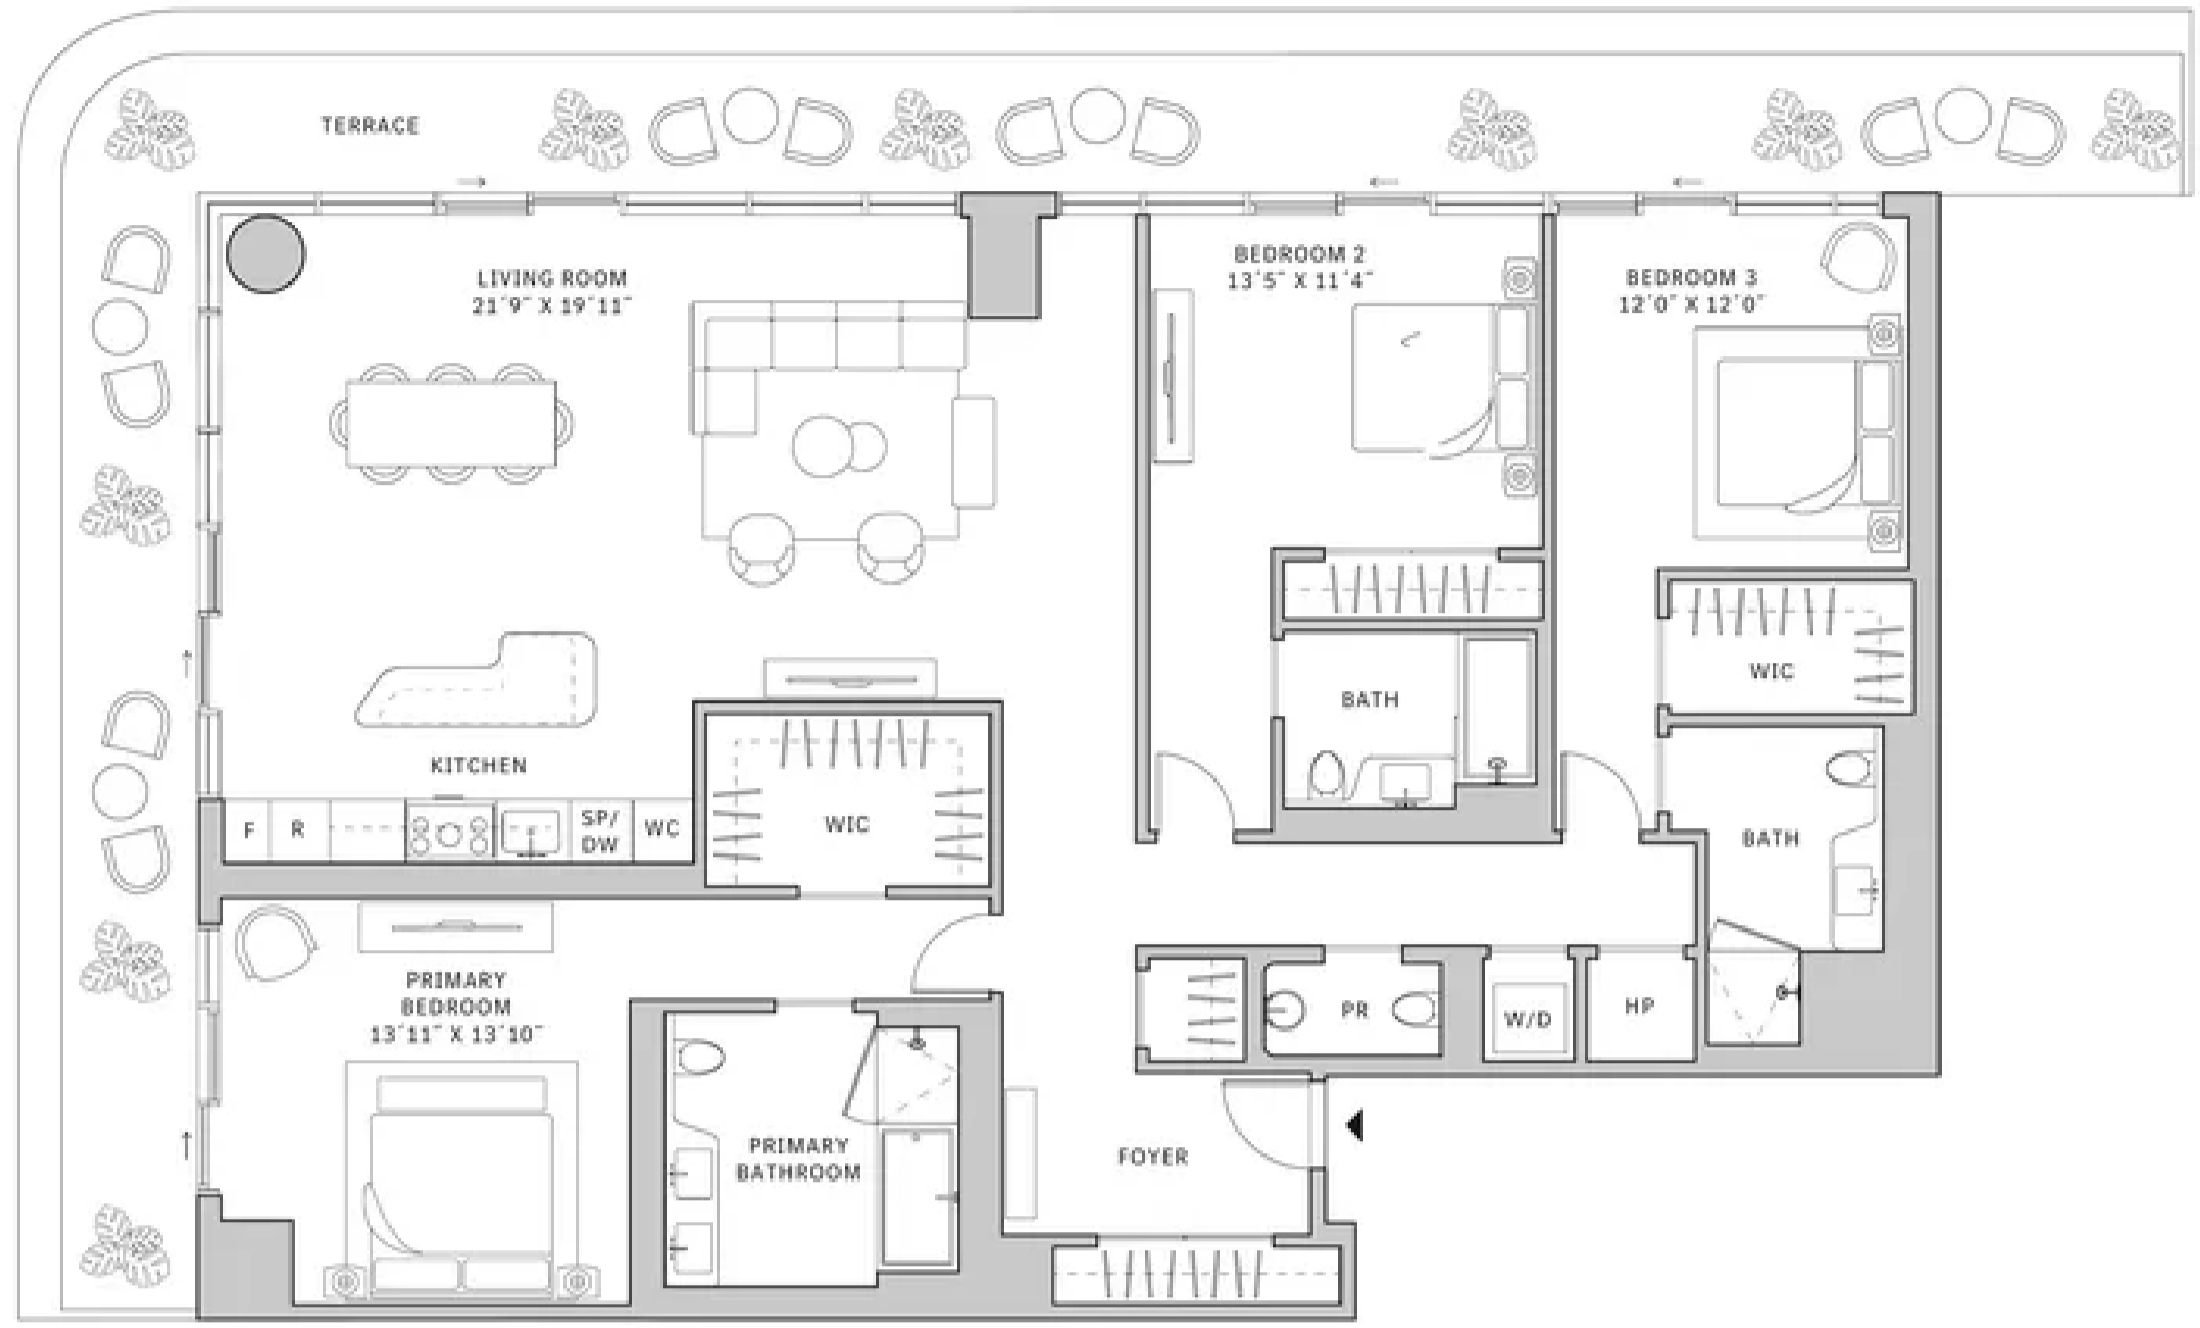 TERRACE
LIVING ROOM
21'9" X 19'11"
BEDROOM 2
13'5" X 11'4"
BEDROOM 3
12'0" X 12'0"
WIC
BATH
KITCHEN
F
R
SP/
DW
WC
WIC
BATH
PRIMARY
BEDROOM
13'11" X 13'10"
PR
W/D
HP
PRIMARY
BATHROOM
FOYER